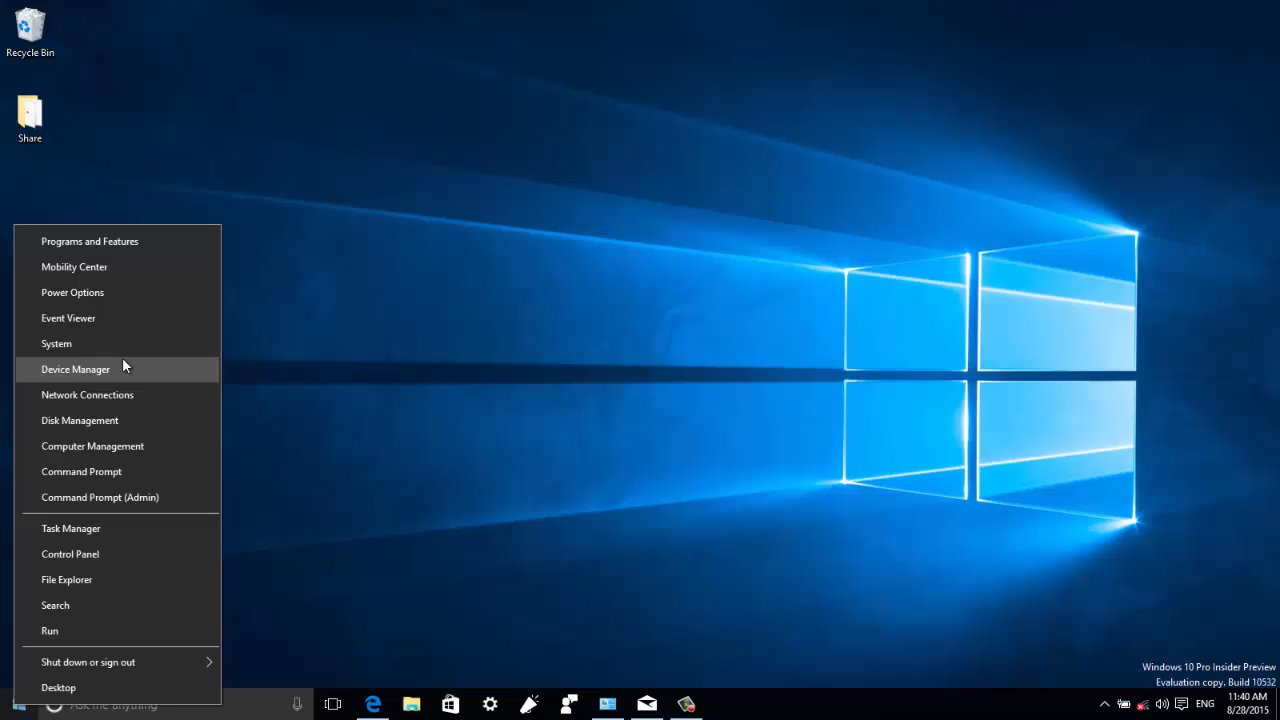 Recycle Bin
Share
Programs and Features
Mobility Center
Power Options
Event Viewer
System
Device Manager
Network Connections
Disk Management
Computer Management
Command Prompt
Command Prompt (Admin)
Task Manager
Control Panel
File Explorer
Search
Run
Shut down or sign out
Desktop
Ask me anything
Windows 10 Pro Insider Preview
Evaluation copy. Build 10532
ENG
11:40 AM
8/28/2015